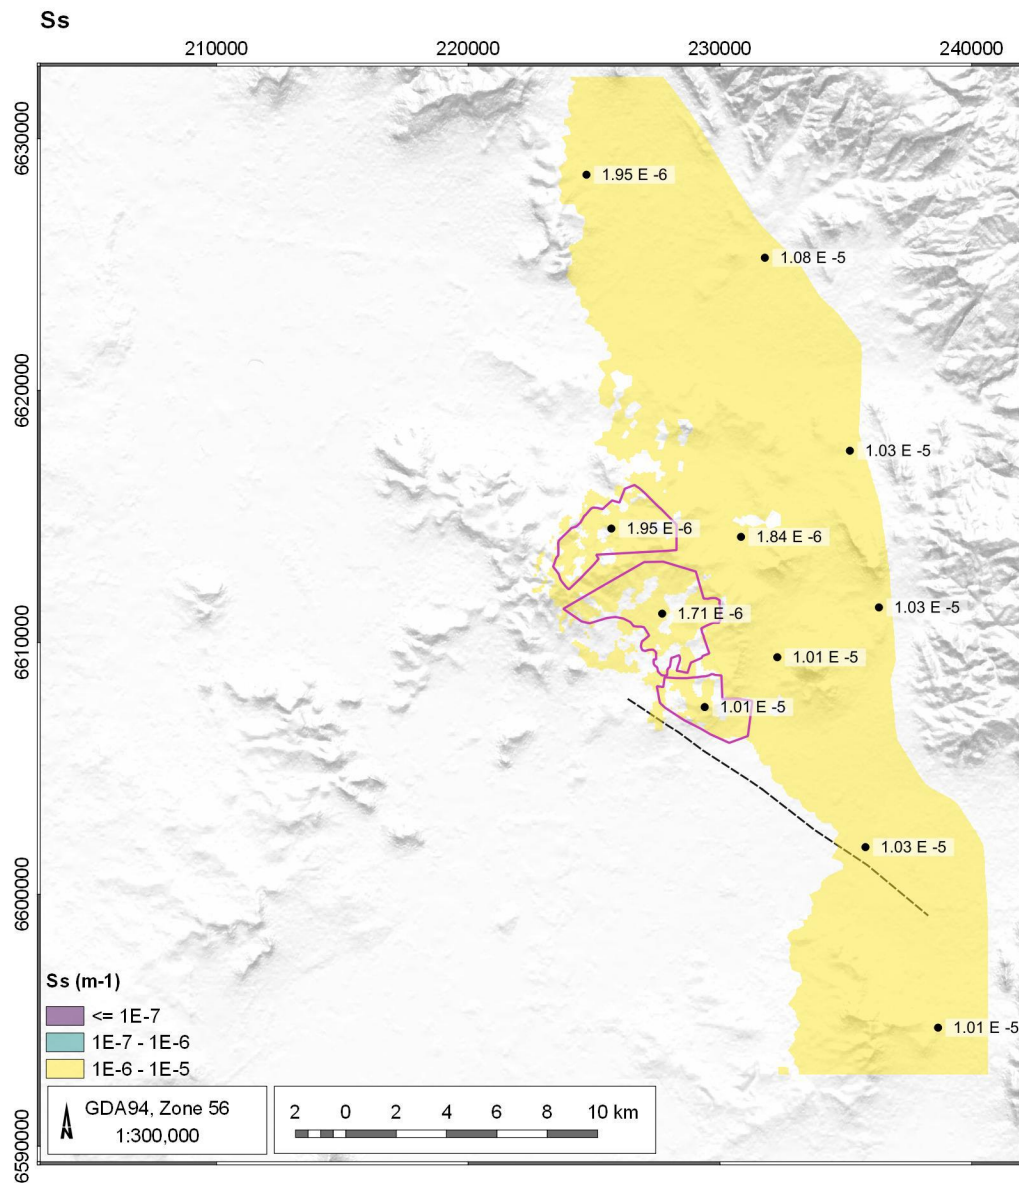 Ss
210000 220000 230000 240000
6630000
1.95 E -6
1.08 E -5
6620000
1.03 E -5
1.95 E -6
1.84 E -6
1.03 E -5
1.71 E -6
6610000
1.01 E -5
1.01 E -5
1.03 E -5
6600000
Ss (m-1)
<= 1E-7
1.01 E -5
1E-7 - 1E-6
1E-6 - 1E-5
N
GDA94, Zone 56
1:300,000
2 0 2 4 6 8 10 km
6590000